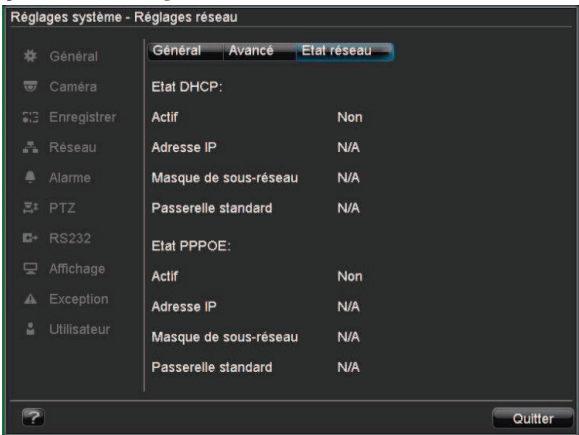 Réglages système - Réglages réseau
Général Avancé Etat réseau
Général
Caméra
Enregistrer
Réseau
Alarme
PTZ
RS232
Affichage
Exception
Utilisateur
Etat DHCP:
Actif Non
Adresse IP N/A
Masque de sous-réseau N/A
Passerelle standard N/A
Etat PPPOE:
Actif Non
Adresse IP N/A
Masque de sous-réseau N/A
Passerelle standard N/A
? Quitter